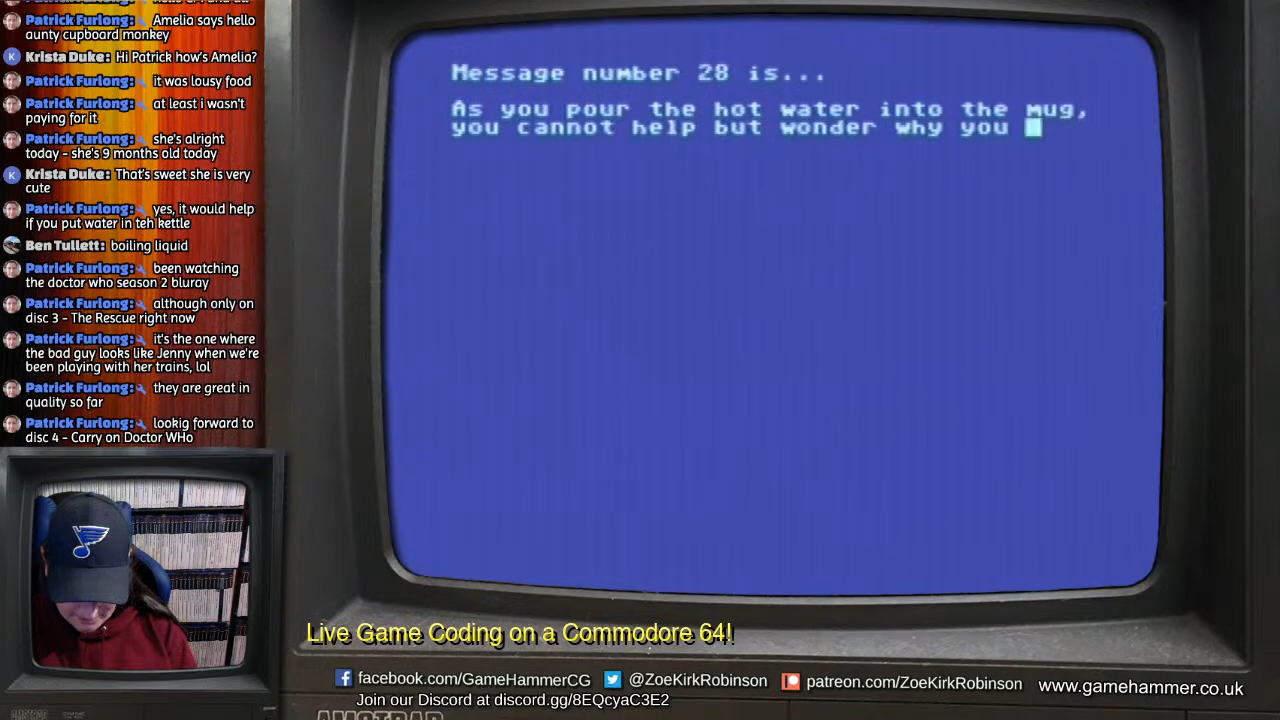 Patrick Furlong: Amelia says hello
aunty cupboard monkey
Krista Duke: Hi Patrick how's Amelia?
Patrick Furlong: it was lousy food
Patrick Furlong: at least i wasn't
paying for it
Patrick Furlong: she's alright
today - she's 9 months old today
Krista Duke: That's sweet she is very
cute
Patrick Furlong: yes, it would help
if you put water in teh kettle
Ben Tullett: boiling liquid
Patrick Furlong: been watching
the doctor who season 2 bluray
Patrick Furlong: although only on
disc 3 - The Rescue right now
Patrick Furlong: it's the one where
the bad guy looks like Jenny when we're
been playing with her trains, lol
Patrick Furlong: they are great in
quality so far
Patrick Furlong: lookig forward to
disc 4 - Carry on Doctor WHo
Message number 28 is...
As you pour the hot water into the mug,
you cannot help but wonder why you
Live Game Coding on a Commodore 64!
facebook.com/GameHammerCG @ZoeKirkRobinson patreon.com/ZoeKirkRobinson www.gamehammer.co.uk
Join our Discord at discord.gg/8EQcyaC3E2